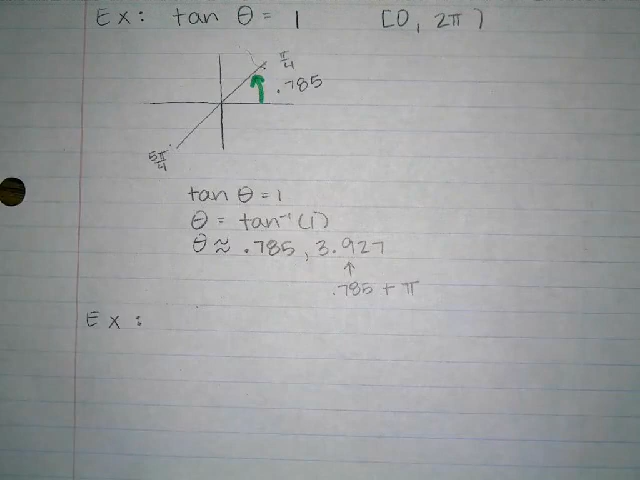 Ex: tan θ = 1 [0, 2π)
π/4
.785
5π/4
tan θ = 1
θ = tan⁻¹(1)
θ ≈ .785, 3.927
↑
.785 + π
Ex: